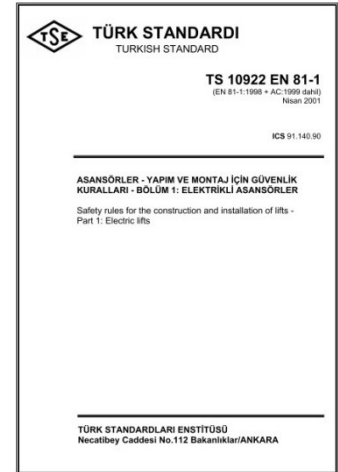 TSE
TÜRK STANDARDI
TURKISH STANDARD
TS 10922 EN 81-1
(EN 81-1:1998 + AC:1999 dahil)
Nisan 2001
ICS 91.140.90
ASANSÖRLER - YAPIM VE MONTAJ İÇİN GÜVENLİK
KURALLARI - BÖLÜM 1: ELEKTRİKLİ ASANSÖRLER
Safety rules for the construction and installation of lifts -
Part 1: Electric lifts
TÜRK STANDARDLARI ENSTİTÜSÜ
Necatibey Caddesi No.112 Bakanlıklar/ANKARA